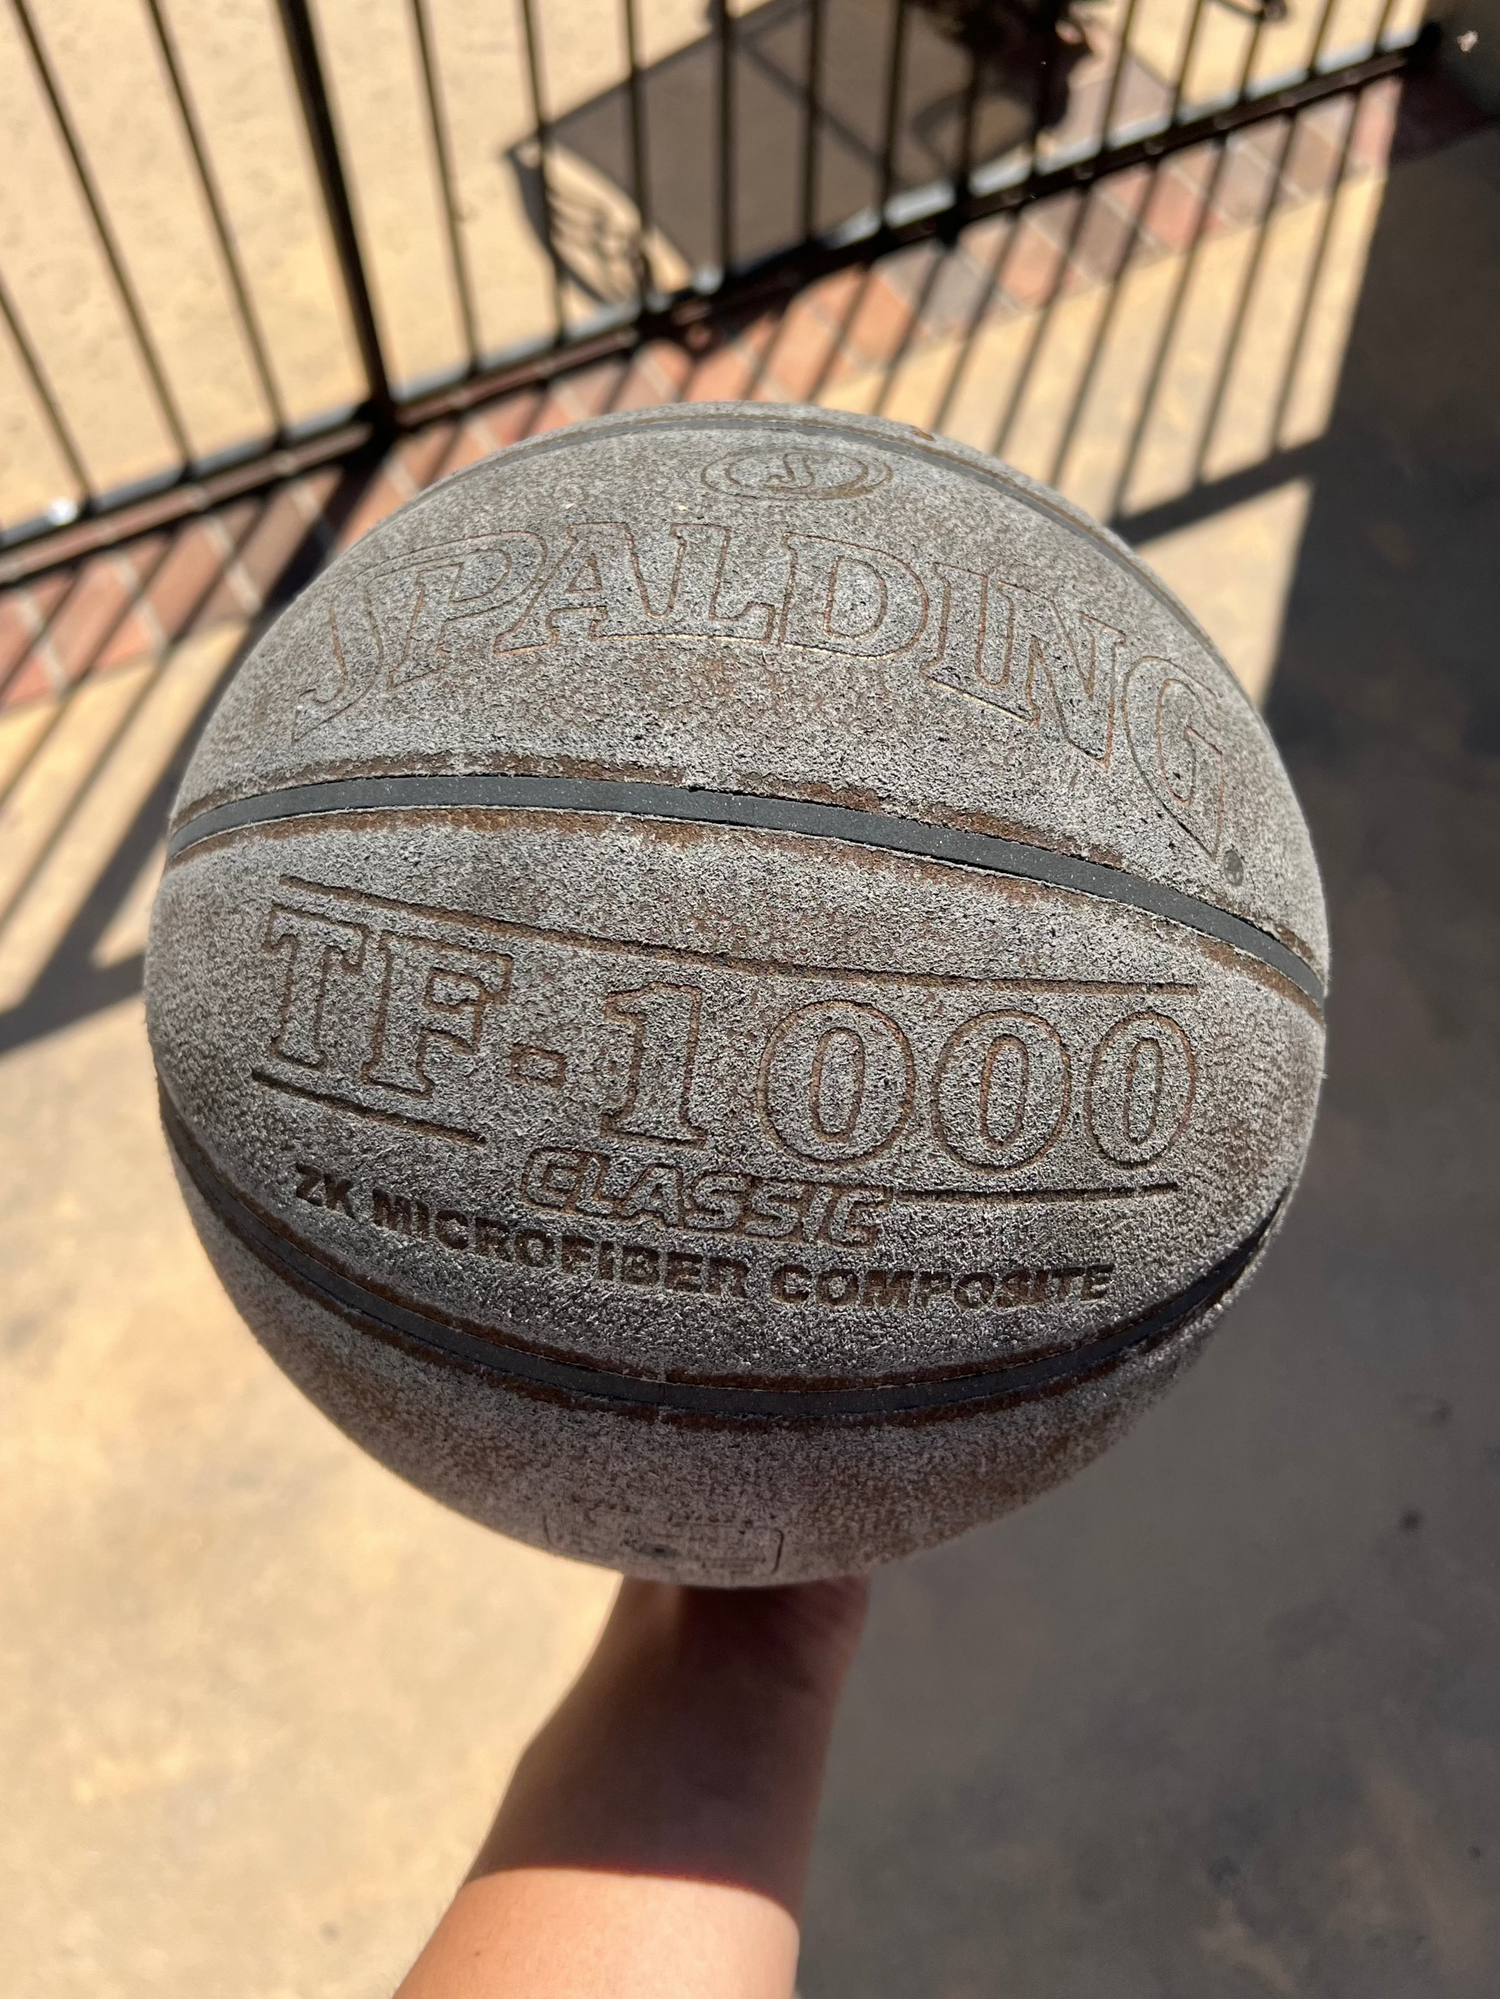 SPALDING®
TF-1000
CLASSIC
ZK MICROFIBER COMPOSITE